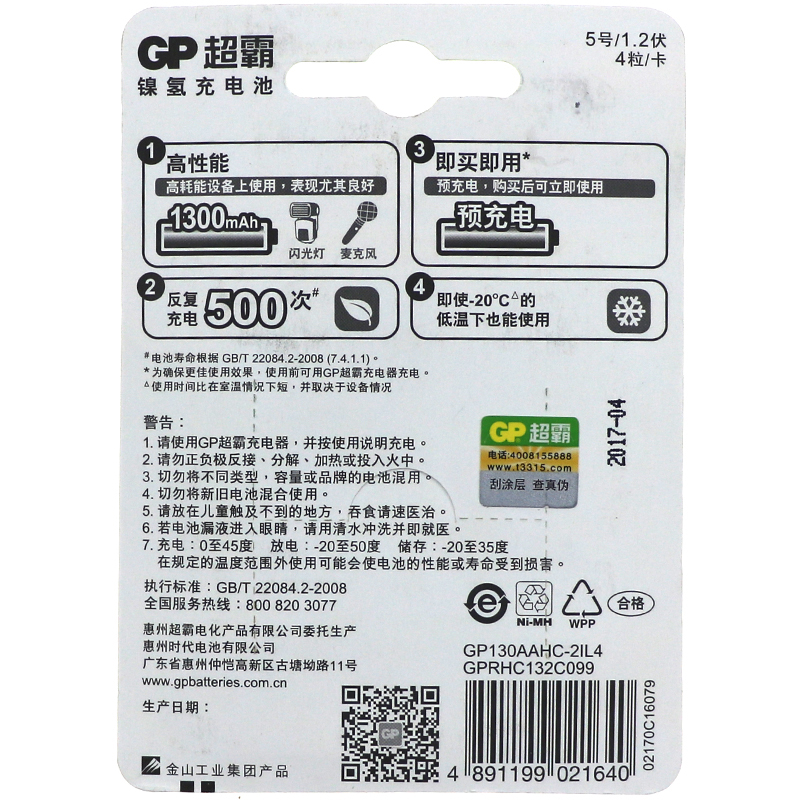 GP超霸
镍氢充电池
5号/1.2伏
4粒/卡
1 高性能
高耗能设备上使用，表现尤其良好
1300mAh
闪光灯
麦克风
3 即买即用*
预充电，购买后可立即使用
预充电
2 反复充电500次#
4 即使-20℃△的
低温下也能使用
#电池寿命根据 GB/T 22084.2-2008 (7.4.1.1)。
*为确保更佳使用效果，使用前可用GP超霸充电器充电。
△使用时间比在室温情况下短，并取决于设备情况
警告：
1. 请使用GP超霸充电器，并按使用说明充电。
2. 请勿正负极反接、分解、加热或投入火中。
3. 切勿将不同类型，容量或品牌的电池混用。
4. 切勿将新旧电池混合使用。
5. 请放在儿童触及不到的地方，吞食请速医治。
6. 若电池漏液进入眼睛，请用清水冲洗并即就医。
7. 充电：0至45度 放电：-20至50度 储存：-20至35度
在规定的温度范围外使用可能会使电池的性能或寿命受到损害。
GP超霸
电话:4008155888
www.t3315.com
刮涂层 查真伪
2017-04
执行标准：GB/T 22084.2-2008
全国服务热线：800 820 3077
惠州超霸电化产品有限公司委托生产
惠州时代电池有限公司
广东省惠州仲恺高新区古塘坳路11号
www.gpbatteries.com.cn
生产日期：
e
Ni-MH
WPP
合格
GP130AAHC-2IL4
GPRHC132C099
GP
4 891199 021640
02170C16079
金山工业集团产品